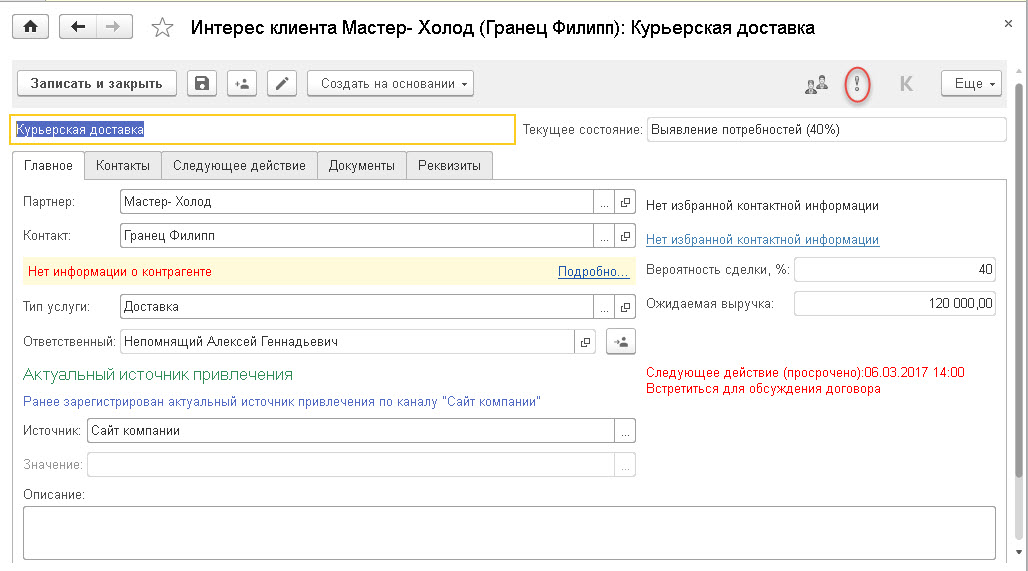 Интерес клиента Мастер- Холод (Гранец Филипп): Курьерская доставка
Записать и закрыть
Создать на основании
К
Еще
Курьерская доставка
Текущее состояние: Выявление потребностей (40%)
Главное Контакты Следующее действие Документы Реквизиты
Партнер: Мастер- Холод ...
Нет избранной контактной информации
Контакт: Гранец Филипп ...
Нет избранной контактной информации
Нет информации о контрагенте Подробно...
Вероятность сделки, %: 40
Тип услуги: Доставка ...
Ожидаемая выручка: 120 000,00
Ответственный: Непомнящий Алексей Геннадьевич
Актуальный источник привлечения
Следующее действие (просрочено):06.03.2017 14:00
Встретиться для обсуждения договора
Ранее зарегистрирован актуальный источник привлечения по каналу "Сайт компании"
Источник: Сайт компании ...
Значение: ...
Описание: